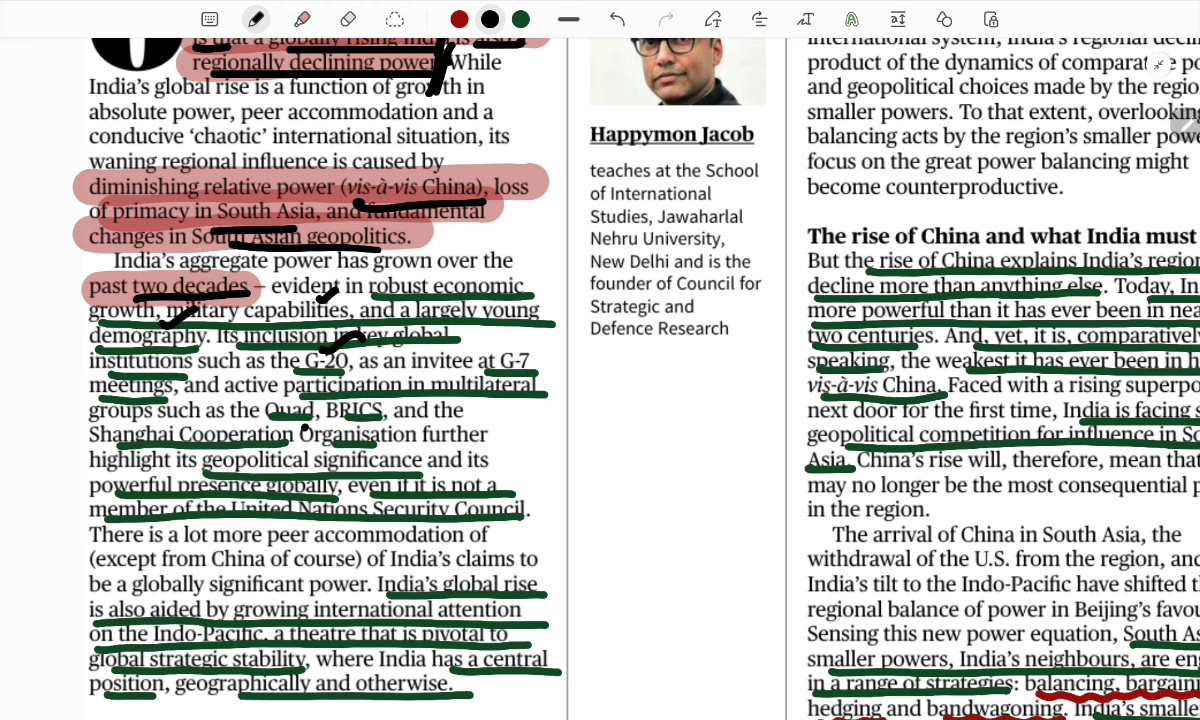 is that a globally rising India is also a
regionally declining power. While
India's global rise is a function of growth in
absolute power, peer accommodation and a
conducive 'chaotic' international situation, its
waning regional influence is caused by
diminishing relative power (vis-à-vis China), loss
of primacy in South Asia, and fundamental
changes in South Asian geopolitics.
India's aggregate power has grown over the
past two decades – evident in robust economic
growth, military capabilities, and a largely young
demography. Its inclusion in key global
institutions such as the G-20, as an invitee at G-7
meetings, and active participation in multilateral
groups such as the Quad, BRICS, and the
Shanghai Cooperation Organisation further
highlight its geopolitical significance and its
powerful presence globally, even if it is not a
member of the United Nations Security Council.
There is a lot more peer accommodation of
(except from China of course) of India's claims to
be a globally significant power. India's global rise
is also aided by growing international attention
on the Indo-Pacific, a theatre that is pivotal to
global strategic stability, where India has a central
position, geographically and otherwise.
Happymon Jacob
teaches at the School
of International
Studies, Jawaharlal
Nehru University,
New Delhi and is the
founder of Council for
Strategic and
Defence Research
international system, India's regional
product of the dynamics of
and geopolitical choices made by the
smaller powers. To that extent, overlooking
balancing acts by the region's smaller
focus on the great power balancing might
become counterproductive.
The rise of China and what India must
But the rise of China explains India's
decline more than anything else. Today,
more powerful than it has ever been in
two centuries. And, yet, it is, comparatively
speaking, the weakest it has ever been in
vis-à-vis China. Faced with a rising
next door for the first time, India is facing
geopolitical competition for influence in
Asia. China's rise will, therefore, mean that
may no longer be the most consequential
in the region.
The arrival of China in South Asia, the
withdrawal of the U.S. from the region,
India's tilt to the Indo-Pacific have shifted
regional balance of power in Beijing's
Sensing this new power equation, South
smaller powers, India's neighbours, are
in a range of strategies: balancing,
hedging and bandwagoning. India's